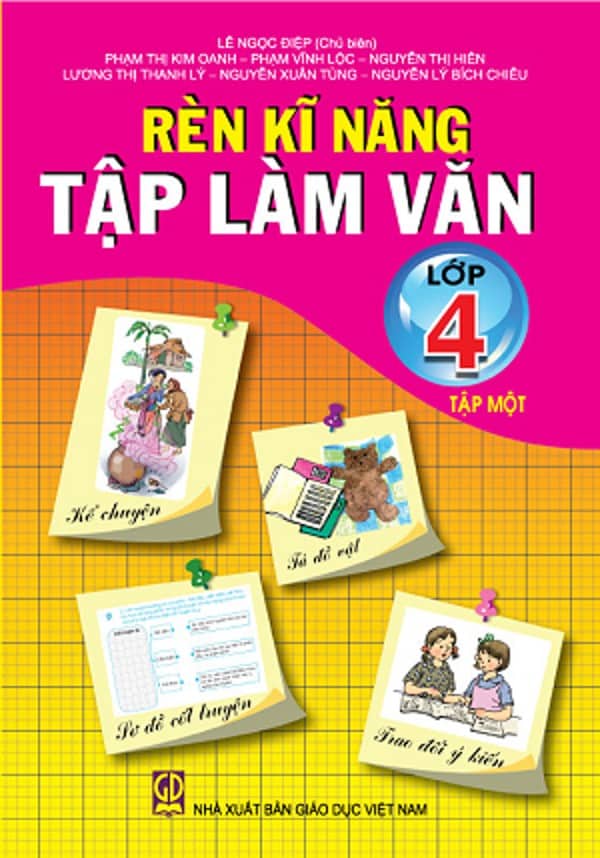 LÊ NGỌC ĐIỆP (Chủ biên)
PHẠM THỊ KIM OANH – PHẠM VĨNH LỘC – NGUYỄN THỊ HIỀN
LƯƠNG THỊ THANH LÝ – NGUYỄN XUÂN TÙNG – NGUYỄN LÝ BÍCH CHIÊU
RÈN KĨ NĂNG
TẬP LÀM VĂN
LỚP
4
TẬP MỘT
Kể chuyện
Tả đồ vật
Sơ đồ cốt truyện
Trao đổi ý kiến
GD
NHÀ XUẤT BẢN GIÁO DỤC VIỆT NAM